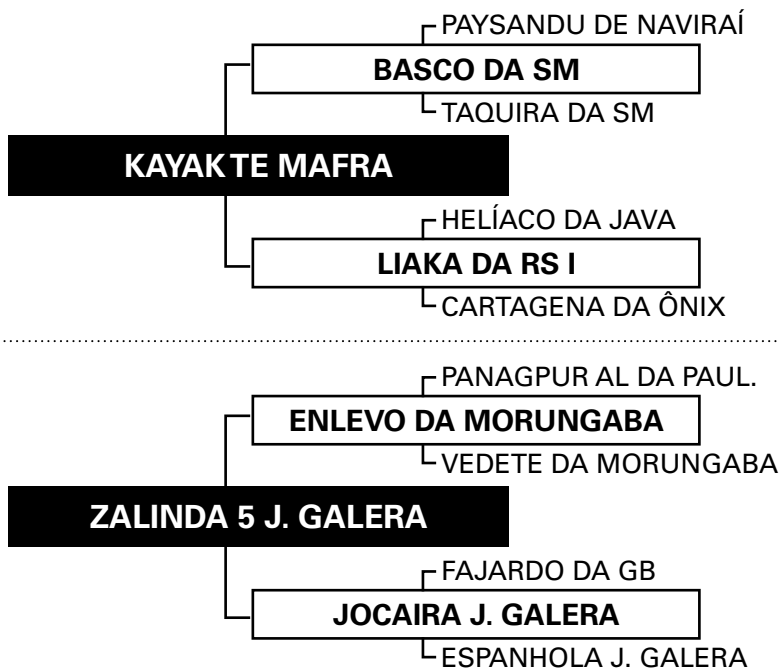 PAYSANDU DE NAVIRAÍ
BASCO DA SM
TAQUIRA DA SM
KAYAK TE MAFRA
HELÍACO DA JAVA
LIAKA DA RS I
CARTAGENA DA ÔNIX
PANAGPUR AL DA PAUL.
ENLEVO DA MORUNGABA
VEDETE DA MORUNGABA
ZALINDA 5 J. GALERA
FAJARDO DA GB
JOCAIRA J. GALERA
ESPANHOLA J. GALERA